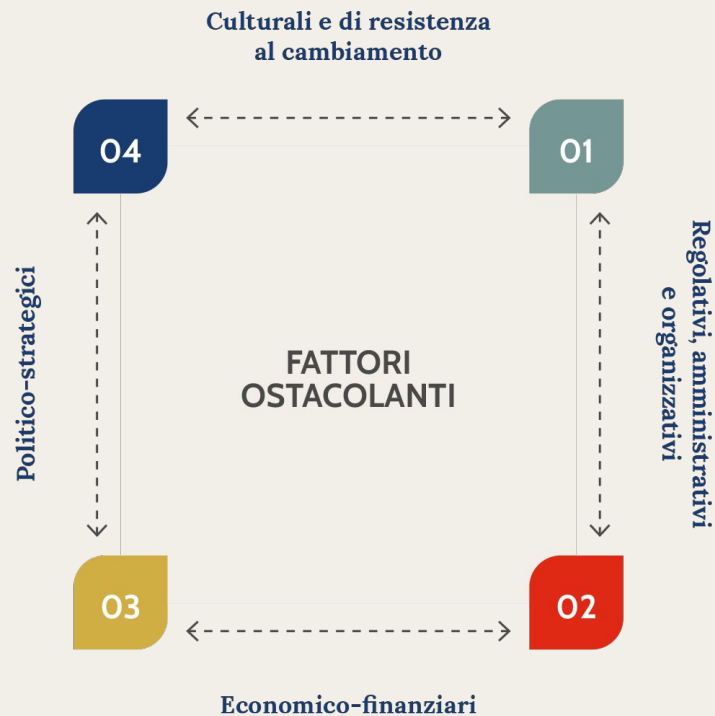 Culturali e di resistenza
al cambiamento
04
01
Politico-strategici
FATTORI
OSTACOLANTI
Regolativi, amministrativi
e organizzativi
03
02
Economico-finanziari